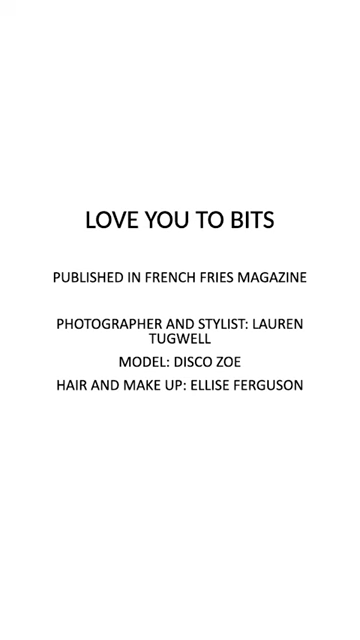 LOVE YOU TO BITS
PUBLISHED IN FRENCH FRIES MAGAZINE
PHOTOGRAPHER AND STYLIST: LAUREN
TUGWELL
MODEL: DISCO ZOE
HAIR AND MAKE UP: ELLISE FERGUSON